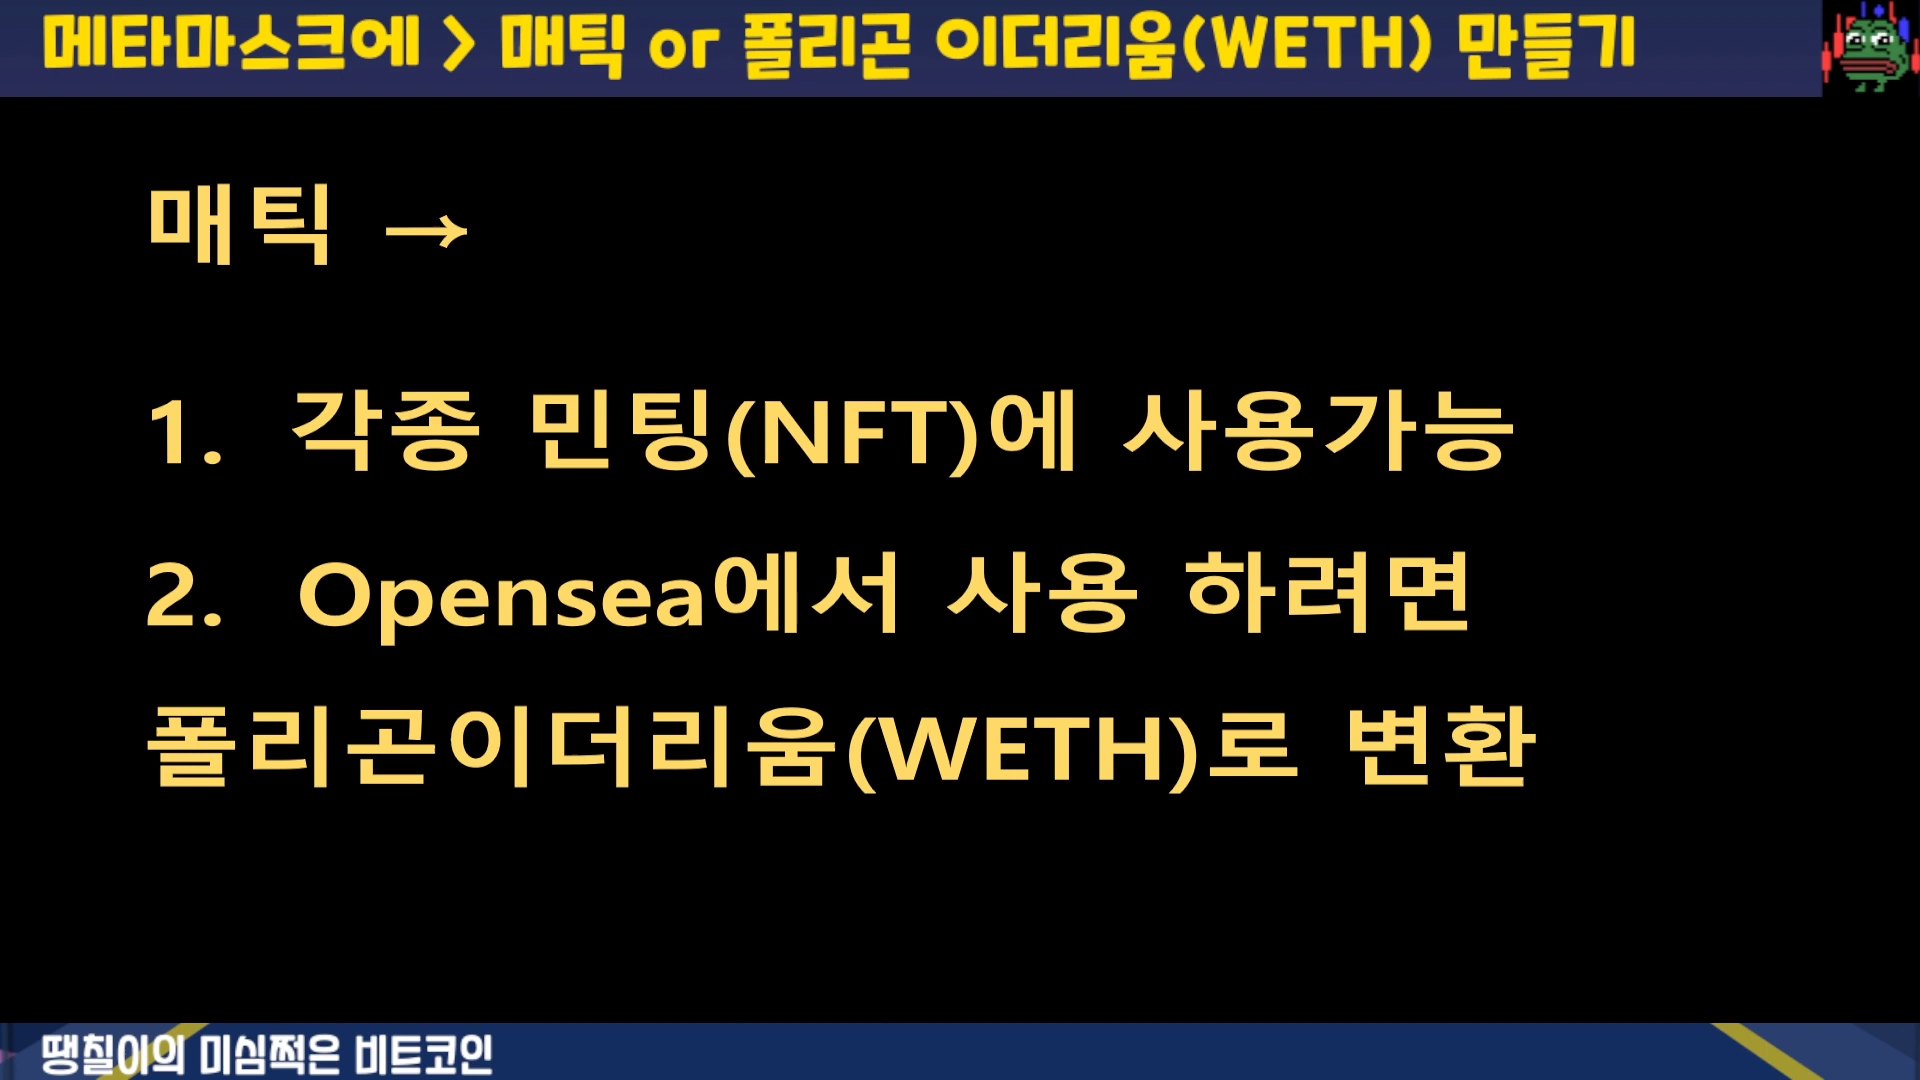 메타마스크에 > 매틱 or 폴리곤 이더리움(WETH) 만들기
매틱 →
1. 각종 민팅(NFT)에 사용가능
2. Opensea에서 사용 하려면
폴리곤이더리움(WETH)로 변환
땡칠이의 미심쩍은 비트코인